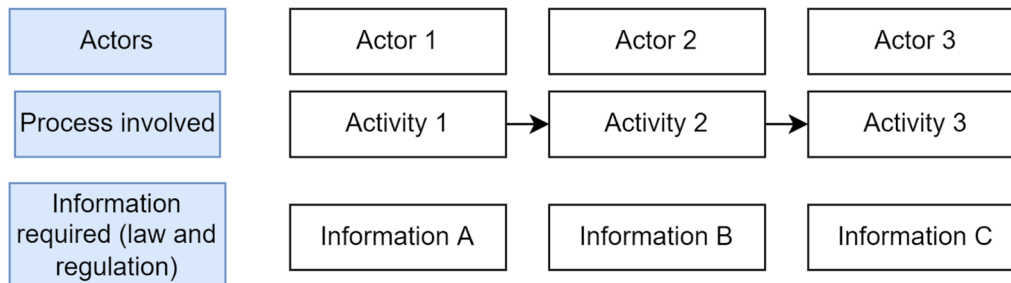 Actors
Actor 1
Actor 2
Actor 3
Process involved
Activity 1
Activity 2
Activity 3
Information
required (law and
regulation)
Information A
Information B
Information C